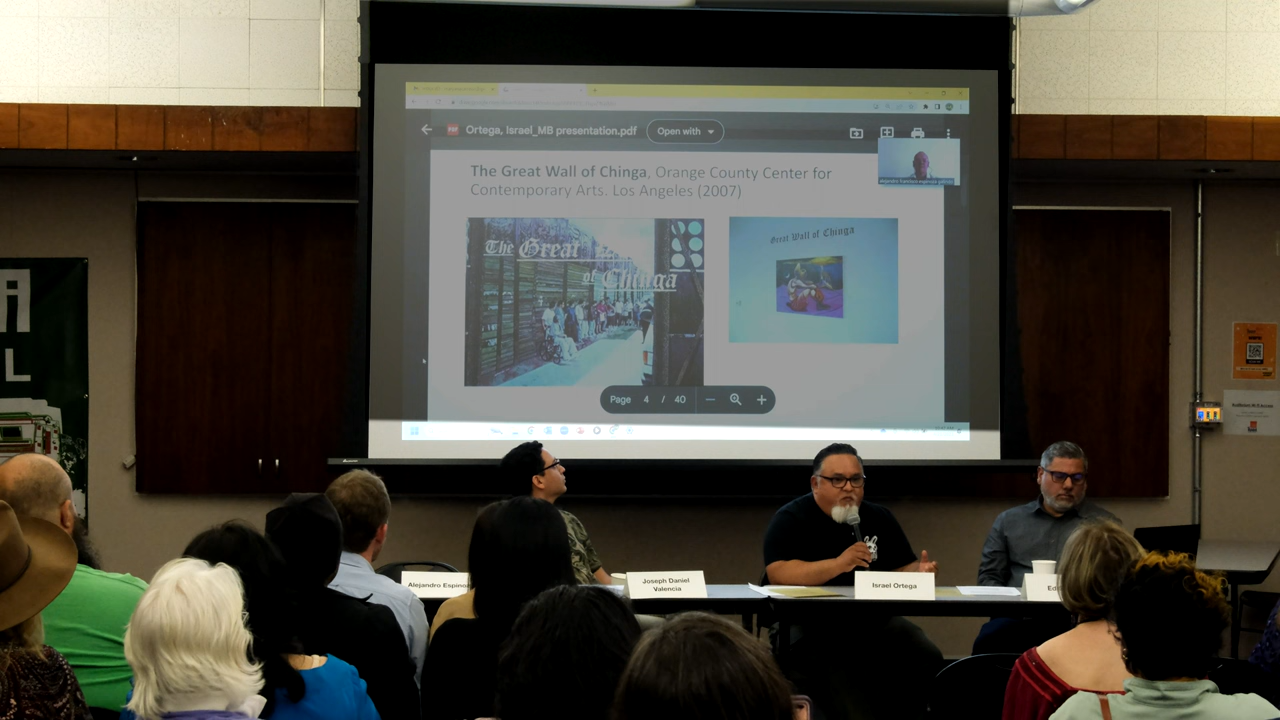 Ortega, Israel_MB presentation.pdf
Open with
The Great Wall of Chinga, Orange County Center for
Contemporary Arts. Los Angeles (2007)
The Great
of Chinga
Great Wall of Chinga
Page 4 / 40
L
Alejandro Espino
Joseph Daniel
Valencia
Israel Ortega
Ed